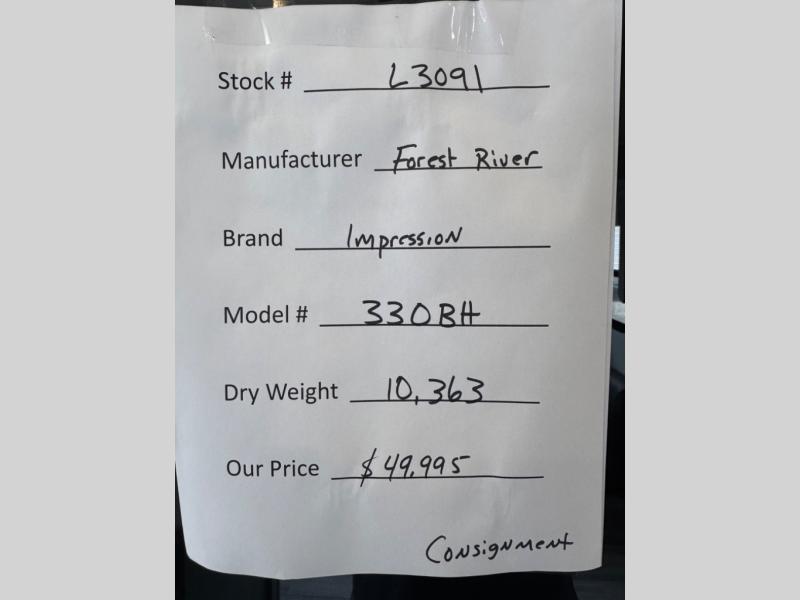 Stock # L3091
Manufacturer Forest River
Brand Impression
Model # 330BH
Dry Weight 10,363
Our Price $49,995
Consignment